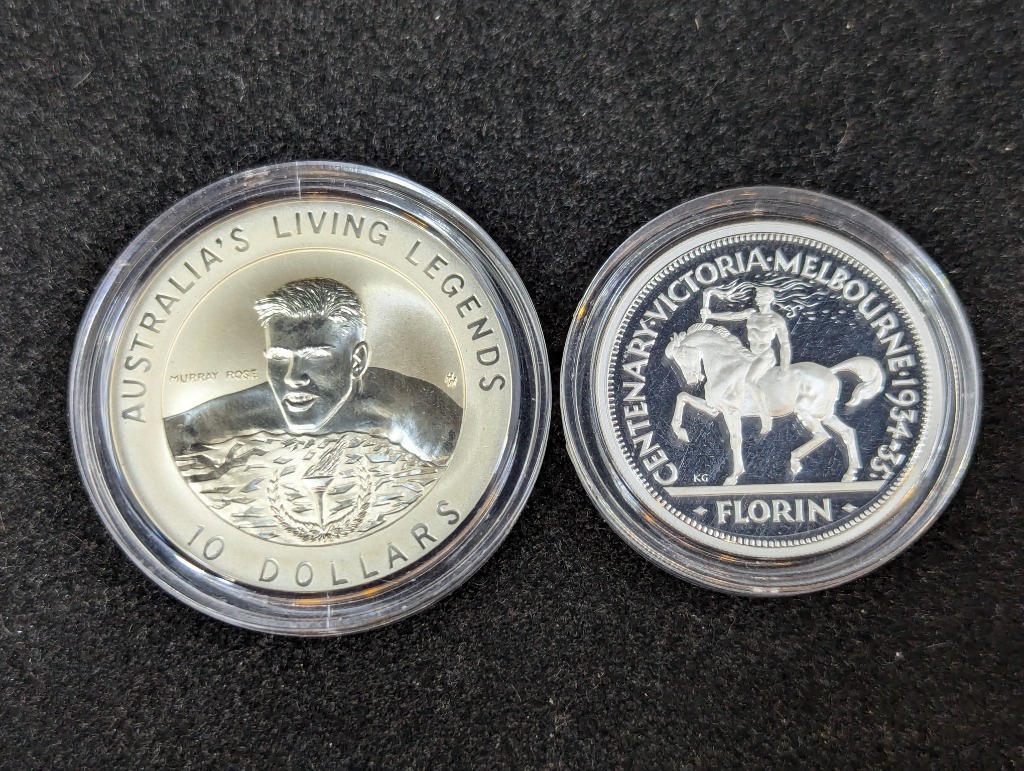 AUSTRALIA'S LIVING LEGENDS
MURRAY ROSE
10 DOLLARS
CENTENARY·VICTORIA·MELBOURNE 1934-35
KG
FLORIN